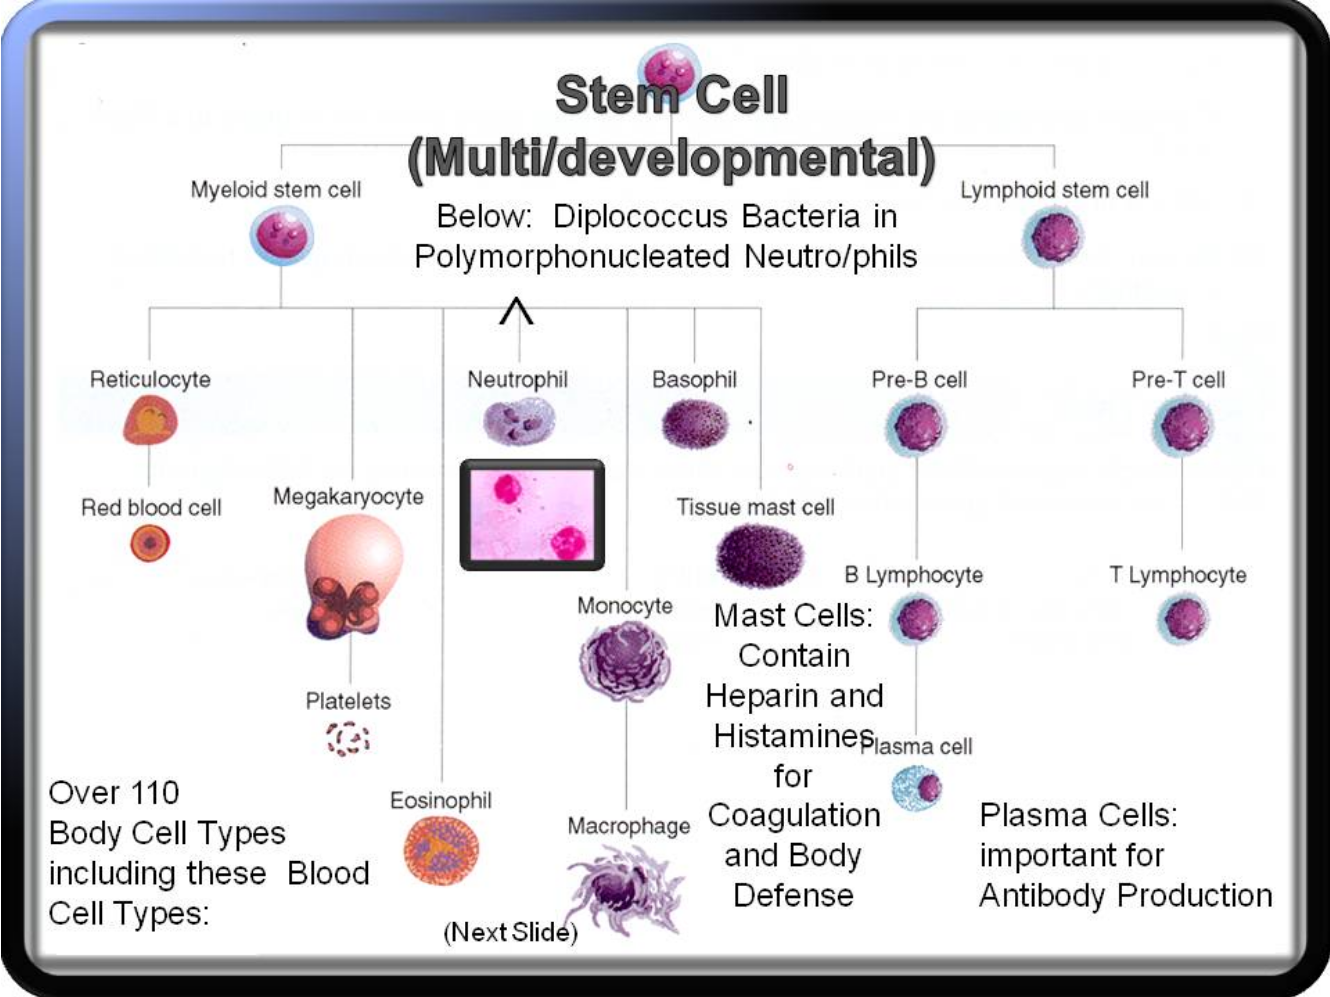 Stem Cell
(Multi/developmental)
Myeloid stem cell
Lymphoid stem cell
Below: Diplococcus Bacteria in
Polymorphonucleated Neutro/phils
Reticulocyte
Neutrophil
Basophil
Pre-B cell
Pre-T cell
Red blood cell
Megakaryocyte
Tissue mast cell
B Lymphocyte
T Lymphocyte
Monocyte
Mast Cells:
Contain
Heparin and
Histamines
for
Coagulation
and Body
Defense
Platelets
Plasma cell
Over 110
Body Cell Types
including these Blood
Cell Types:
Eosinophil
Macrophage
Plasma Cells:
important for
Antibody Production
(Next Slide)